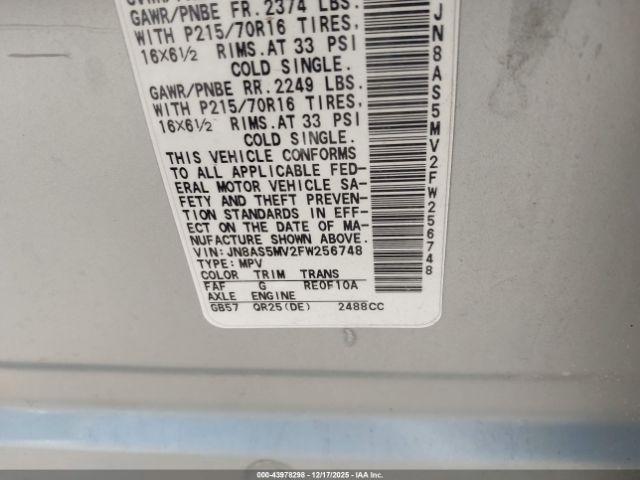 GAWR/PNBE FR. 2374 LBS.
WITH P215/70R16 TIRES,
16X6½ RIMS. AT 33 PSI
COLD SINGLE.
GAWR/PNBE RR. 2249 LBS.
WITH P215/70R16 TIRES,
16X6½ RIMS. AT 33 PSI
COLD SINGLE.
THIS VEHICLE CONFORMS
TO ALL APPLICABLE FED-
ERAL MOTOR VEHICLE SA-
FETY AND THEFT PREVEN-
TION STANDARDS IN EFF-
ECT ON THE DATE OF MA-
NUFACTURE SHOWN ABOVE.
VIN: JN8AS5MV2FW256748
TYPE: MPV
COLOR TRIM TRANS
FAF G RE0F10A
AXLE ENGINE
GB57 QR25(DE) 2488CC
JN8AS5MV2FW256748
© IAA - 43978298 - 12/17/2025 - IAAI.COM